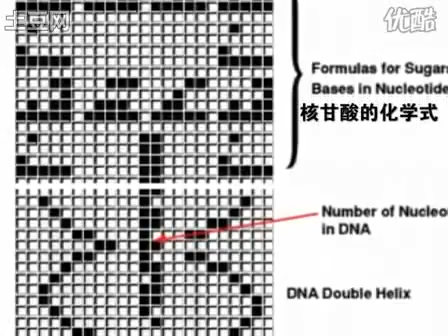 土豆网
优酷
Formulas for Sugars
Bases in Nucleotide
核甘酸的化学式
Number of Nucleo
in DNA
DNA Double Helix